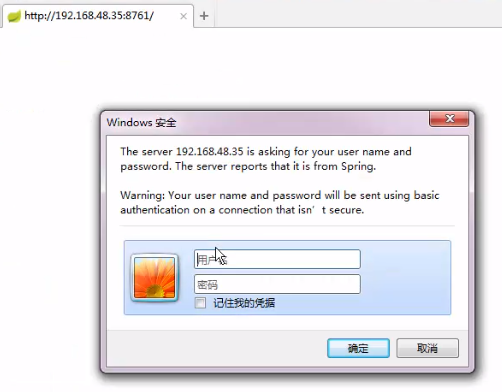 http://192.168.48.35:8761/
Windows 安全
The server 192.168.48.35 is asking for your user name and
password. The server reports that it is from Spring.
Warning: Your user name and password will be sent using basic
authentication on a connection that isn't secure.
用户名
密码
记住我的凭据
确定
取消